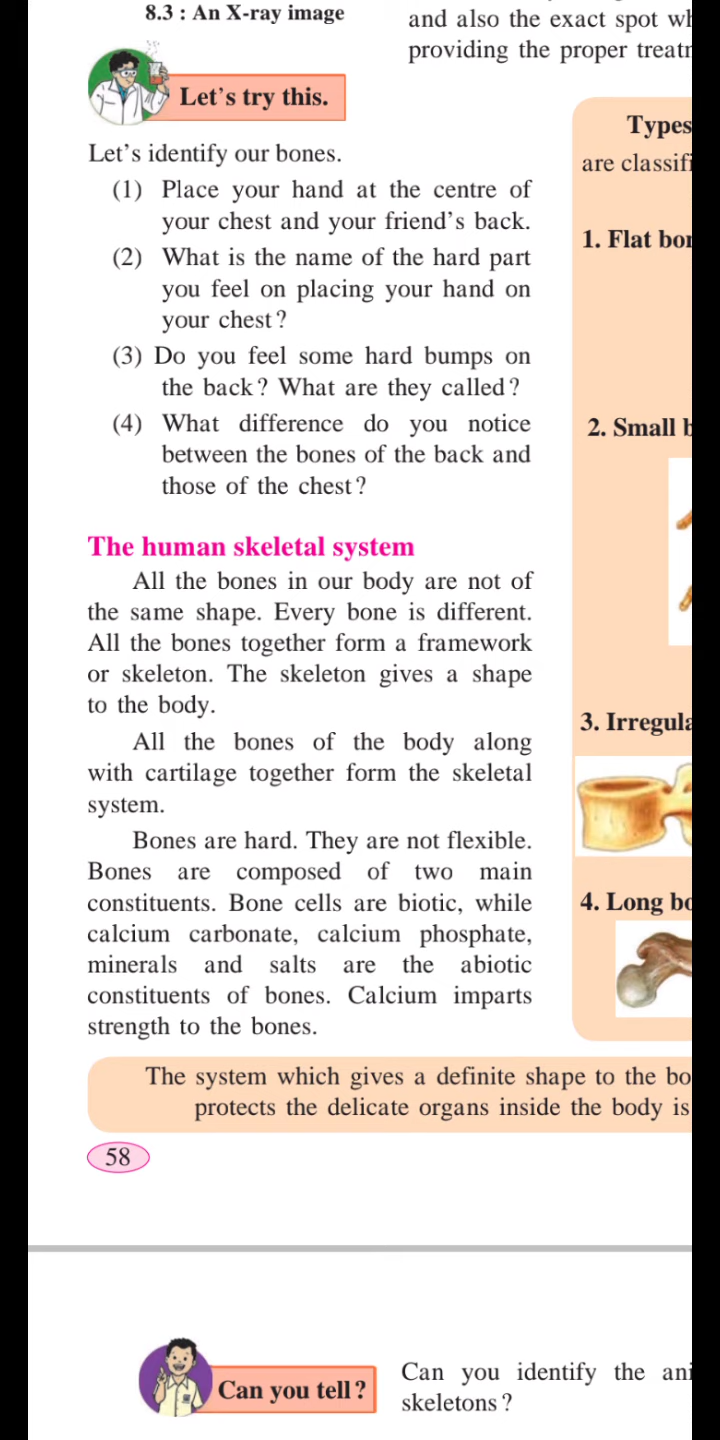 8.3 : An X-ray image
and also the exact spot
providing the proper
Let's try this.
Let's identify our bones.
(1) Place your hand at the centre of
your chest and your friend's back.
(2) What is the name of the hard part
you feel on placing your hand on
your chest?
(3) Do you feel some hard bumps on
the back? What are they called?
(4) What difference do you notice
between the bones of the back and
those of the chest?
The human skeletal system
All the bones in our body are not of
the same shape. Every bone is different.
All the bones together form a framework
or skeleton. The skeleton gives a shape
to the body.
All the bones of the body along
with cartilage together form the skeletal
system.
Bones are hard. They are not flexible.
Bones are composed of two main
constituents. Bone cells are biotic, while
calcium carbonate, calcium phosphate,
minerals and salts are the abiotic
constituents of bones. Calcium imparts
strength to the bones.
Types
are
1. Flat
2. Small
3.
4. Long
The system which gives a definite shape to the
protects the delicate organs inside the body is
58
Can you tell?
Can you identify the
skeletons?